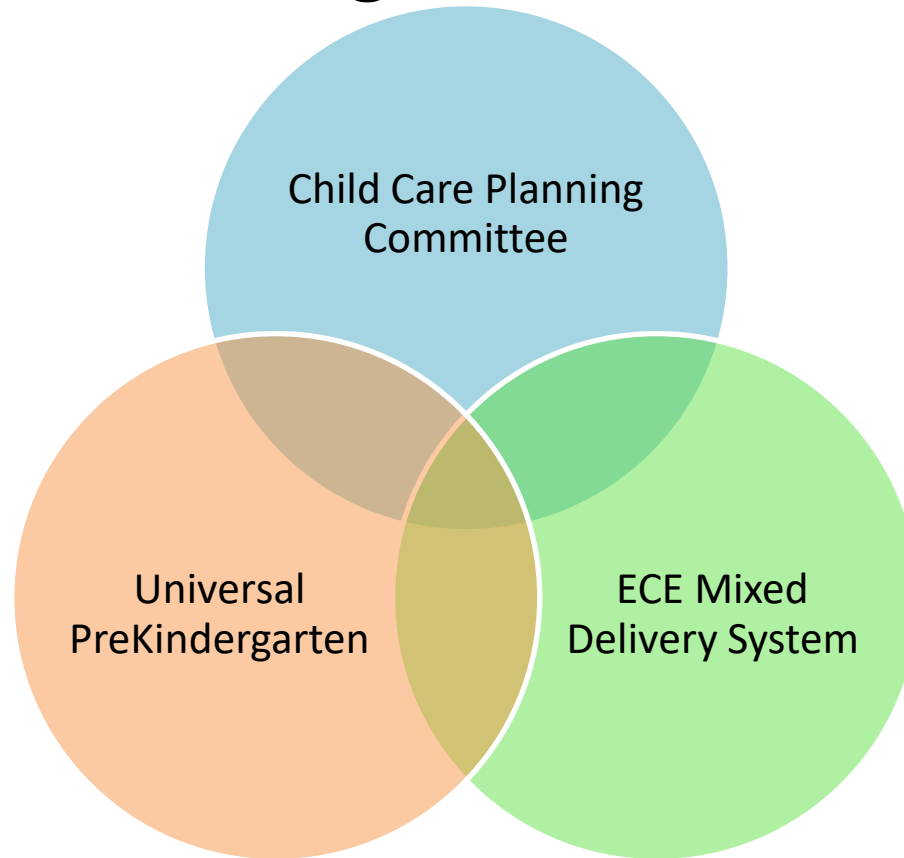 Child Care Planning
Committee
Universal
PreKindergarten
ECE Mixed
Delivery System